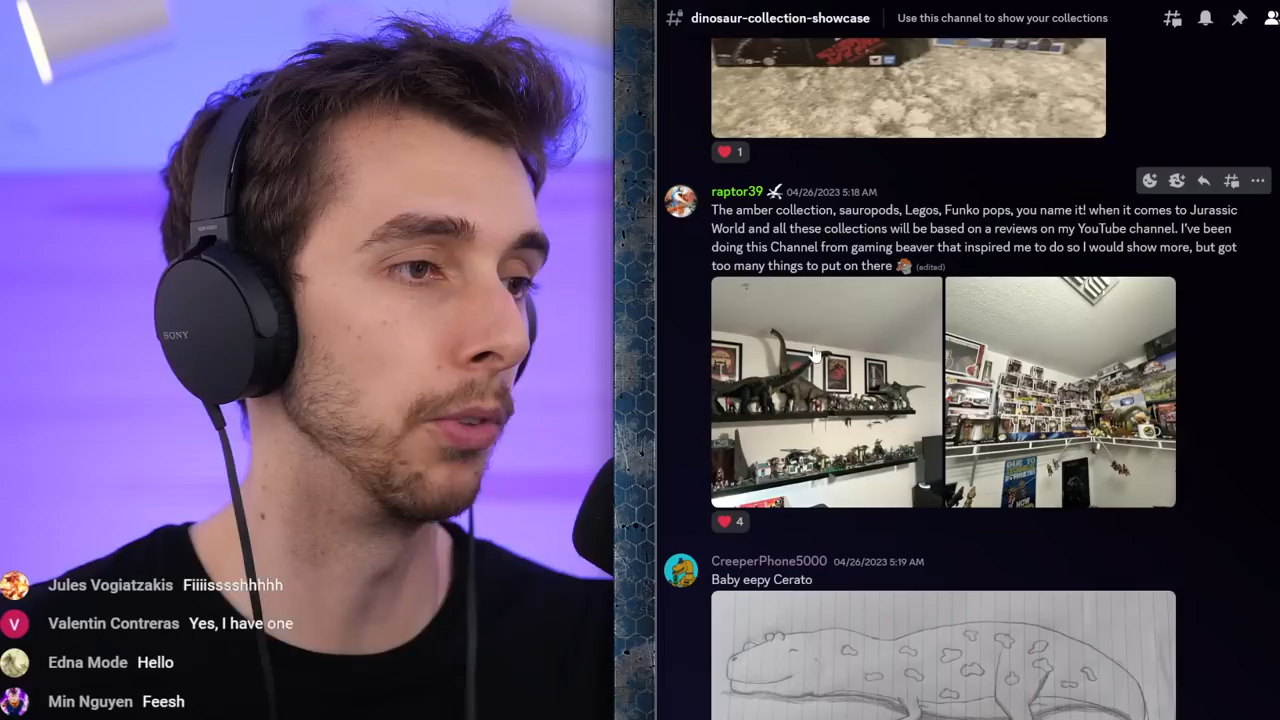 dinosaur-collection-showcase
Use this channel to show your collections
1
raptor39 04/26/2023 5:18 AM
The amber collection, sauropods, Legos, Funko pops, you name it! when it comes to Jurassic
World and all these collections will be based on a reviews on my YouTube channel. I've been
doing this Channel from gaming beaver that inspired me to do so I would show more, but got
too many things to put on there (edited)
DUE TO
4
CreeperPhone5000 04/26/2023 5:19 AM
Baby eepy Cerato
SONY
Jules Vogiatzakis Fiiiisssshhhhh
V
Valentin Contreras Yes, I have one
Edna Mode Hello
Min Nguyen Feesh